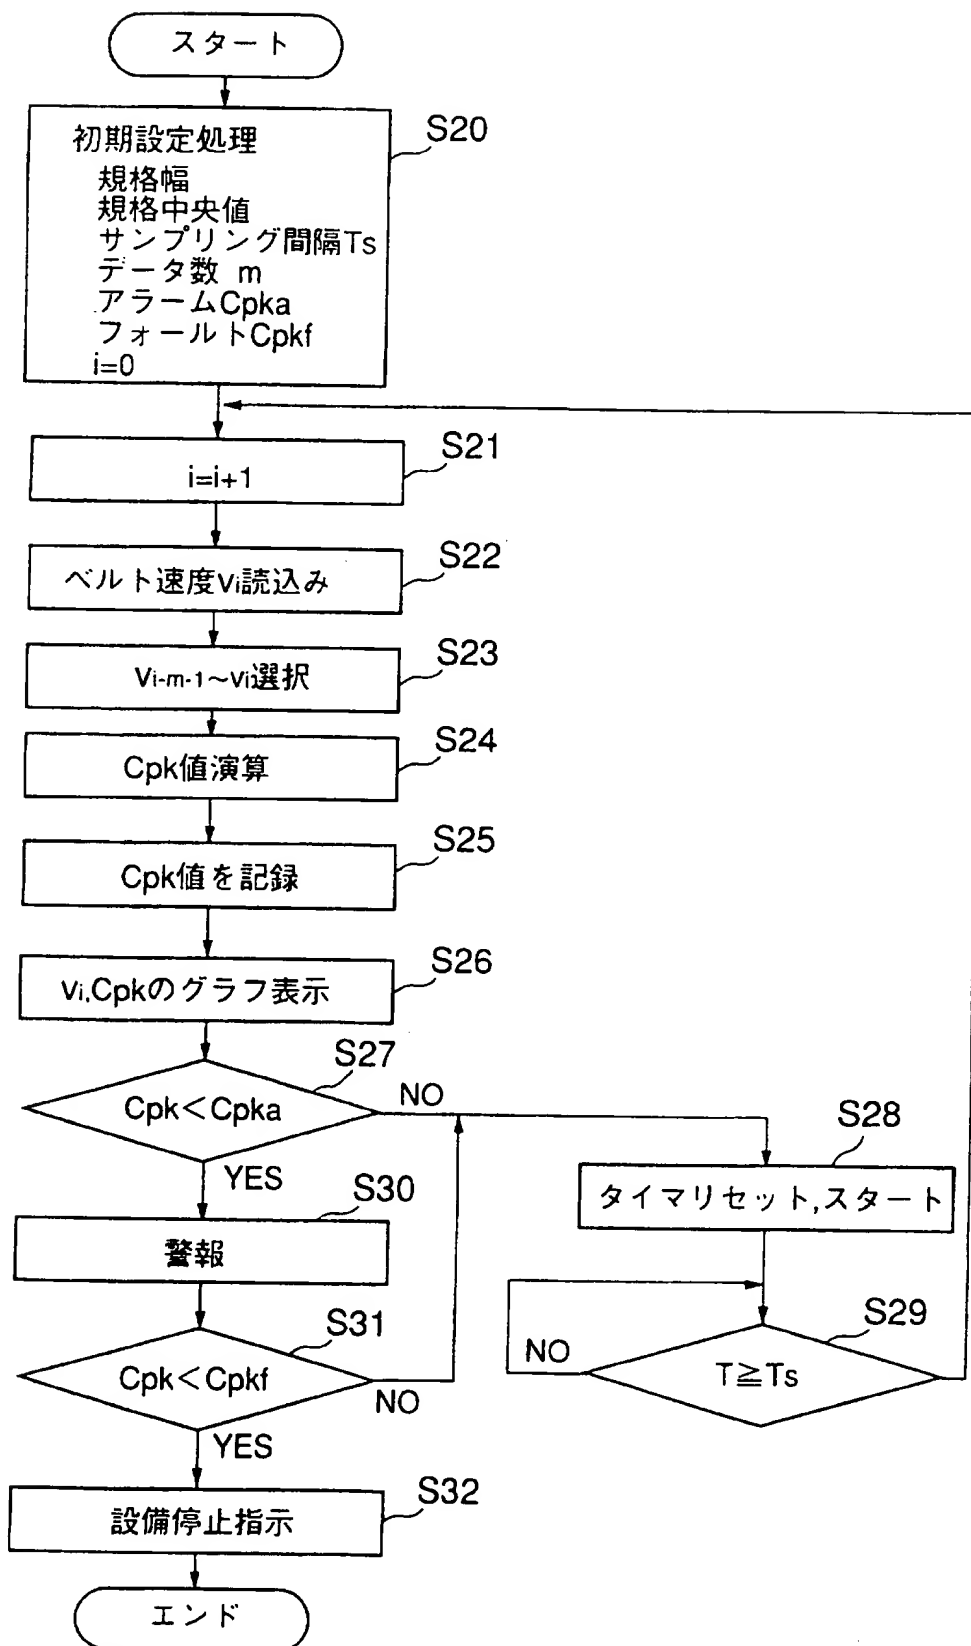 スタート
S20
初期設定処理
規格幅
規格中央値
サンプリング間隔Ts
データ数 m
アラームCpka
フォールトCpkf
i=0
S21
i=i+1
S22
ベルト速度Vi読込み
S23
Vi-m-1~Vi選択
S24
Cpk値演算
S25
Cpk値を記録
S26
Vi,Cpkのグラフ表示
S27
Cpk<Cpka
NO
YES
S28
タイマリセット,スタート
S30
警報
S29
T≧Ts
NO
S31
Cpk<Cpkf
NO
YES
S32
設備停止指示
エンド